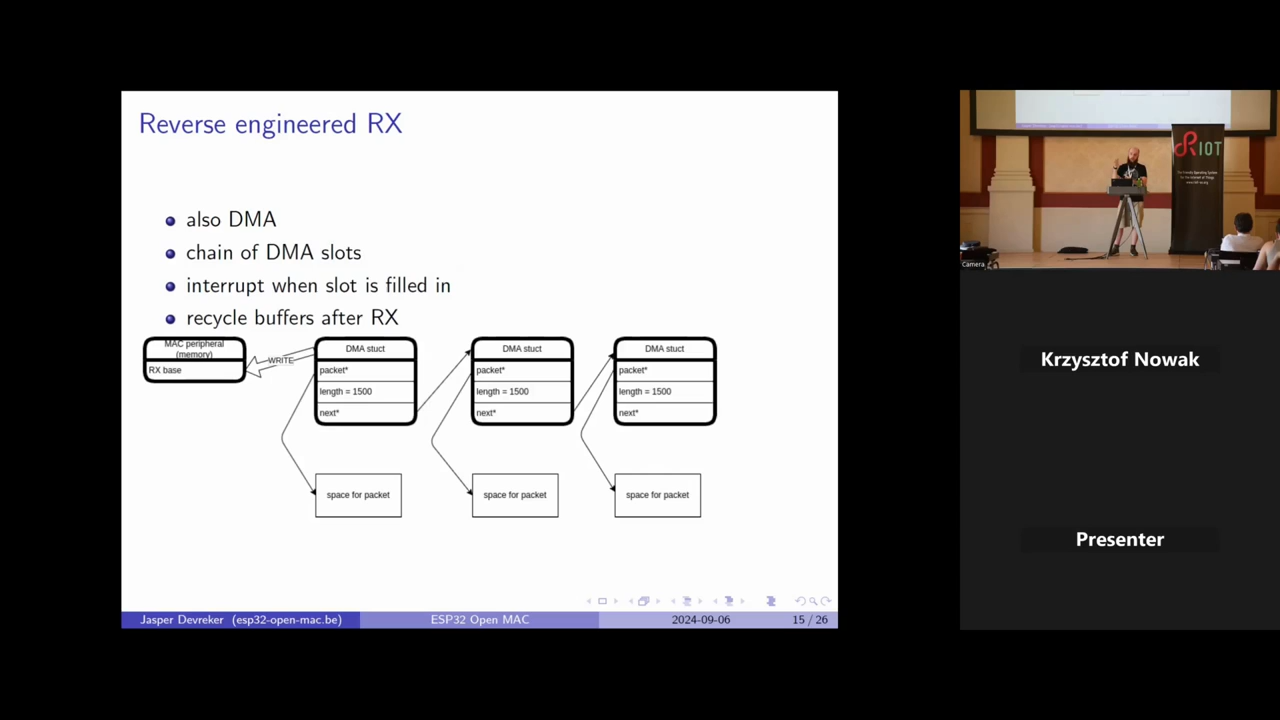 Reverse engineered RX
also DMA
chain of DMA slots
interrupt when slot is filled in
recycle buffers after RX
MAC peripheral
(memory)
RX base
WRITE
DMA stuct
packet*
length = 1500
next*
DMA stuct
packet*
length = 1500
next*
DMA stuct
packet*
length = 1500
next*
space for packet
space for packet
space for packet
Jasper Devreker (esp32-open-mac.be)
ESP32 Open MAC
2024-09-06
15 / 26
RIOT
Camera
Krzysztof Nowak
Presenter